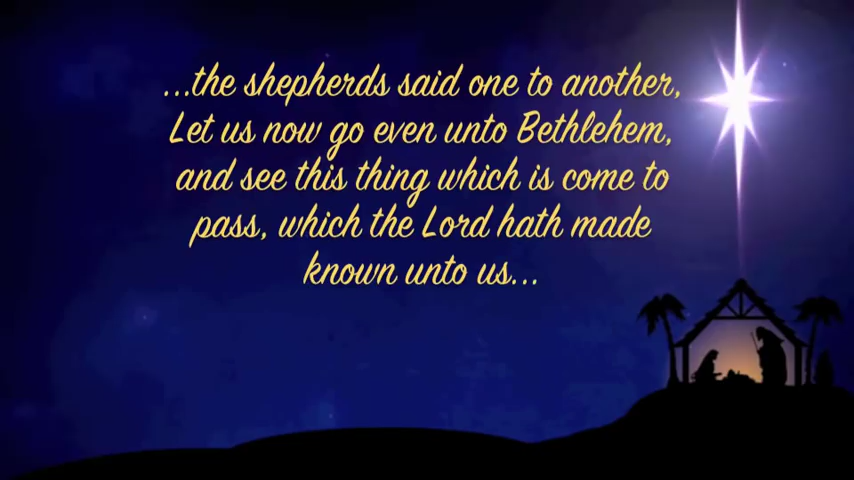 ...the shepherds said one to another,
Let us now go even unto Bethlehem,
and see this thing which is come to
pass, which the Lord hath made
known unto us...